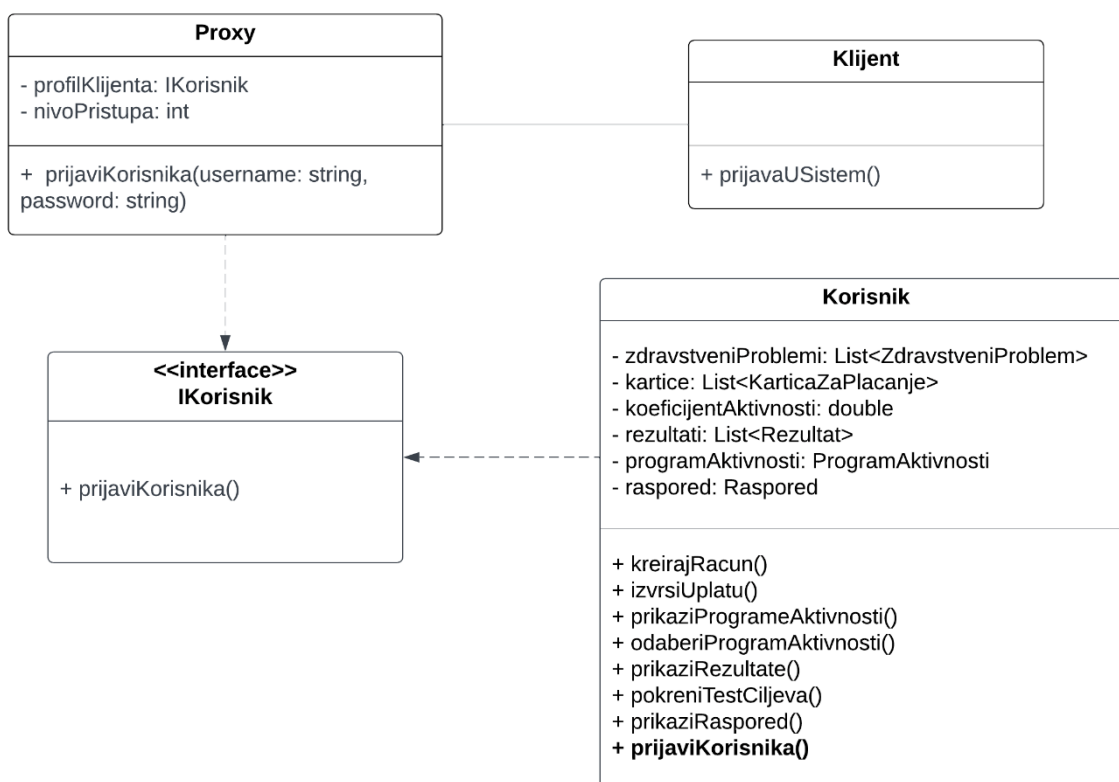 Proxy
- profilKlijenta: IKorisnik
- nivoPristupa: int
+  prijaviKorisnika(username: string,
password: string)
Klijent
+ prijavaUSistem()
<<interface>>
IKorisnik
+ prijaviKorisnika()
Korisnik
- zdravstveniProblemi: List<ZdravstveniProblem>
- kartice: List<KarticaZaPlacanje>
- koeficijentAktivnosti: double
- rezultati: List<Rezultat>
- programAktivnosti: ProgramAktivnosti
- raspored: Raspored
+ kreirajRacun()
+ izvrsiUplatu()
+ prikaziProgrameAktivnosti()
+ odaberiProgramAktivnosti()
+ prikaziRezultate()
+ pokreniTestCiljeva()
+ prikaziRaspored()
+ prijaviKorisnika()